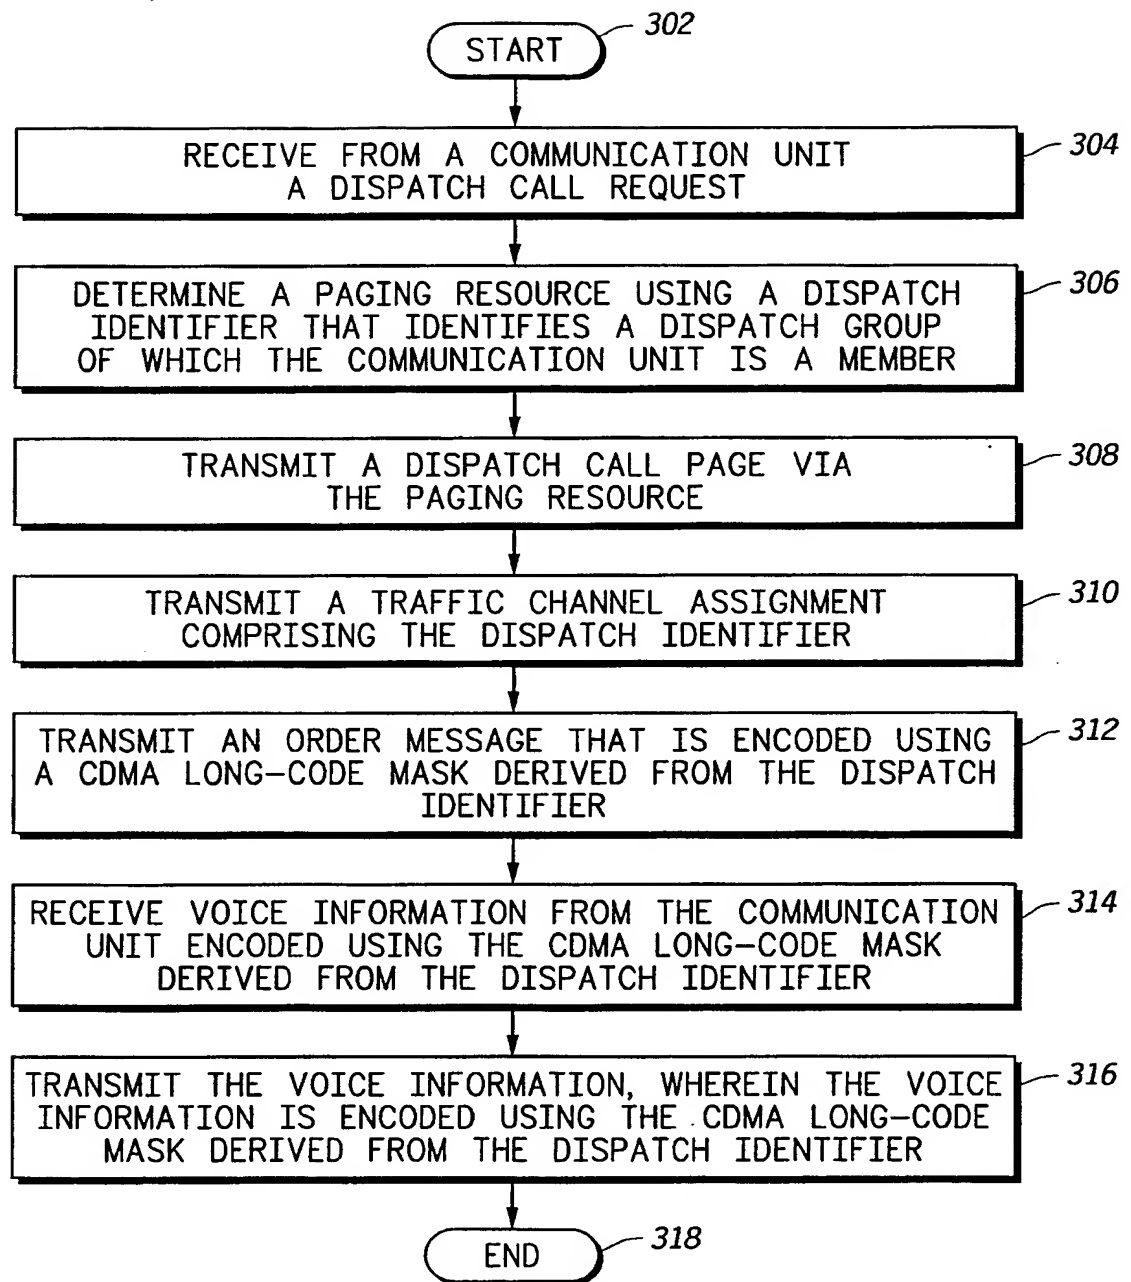 302
START
304
RECEIVE FROM A COMMUNICATION UNIT
A DISPATCH CALL REQUEST
306
DETERMINE A PAGING RESOURCE USING A DISPATCH
IDENTIFIER THAT IDENTIFIES A DISPATCH GROUP
OF WHICH THE COMMUNICATION UNIT IS A MEMBER
308
TRANSMIT A DISPATCH CALL PAGE VIA
THE PAGING RESOURCE
310
TRANSMIT A TRAFFIC CHANNEL ASSIGNMENT
COMPRISING THE DISPATCH IDENTIFIER
312
TRANSMIT AN ORDER MESSAGE THAT IS ENCODED USING
A CDMA LONG-CODE MASK DERIVED FROM THE DISPATCH
IDENTIFIER
314
RECEIVE VOICE INFORMATION FROM THE COMMUNICATION
UNIT ENCODED USING THE CDMA LONG-CODE MASK
DERIVED FROM THE DISPATCH IDENTIFIER
316
TRANSMIT THE VOICE INFORMATION, WHEREIN THE VOICE
INFORMATION IS ENCODED USING THE CDMA LONG-CODE
MASK DERIVED FROM THE DISPATCH IDENTIFIER
318
END